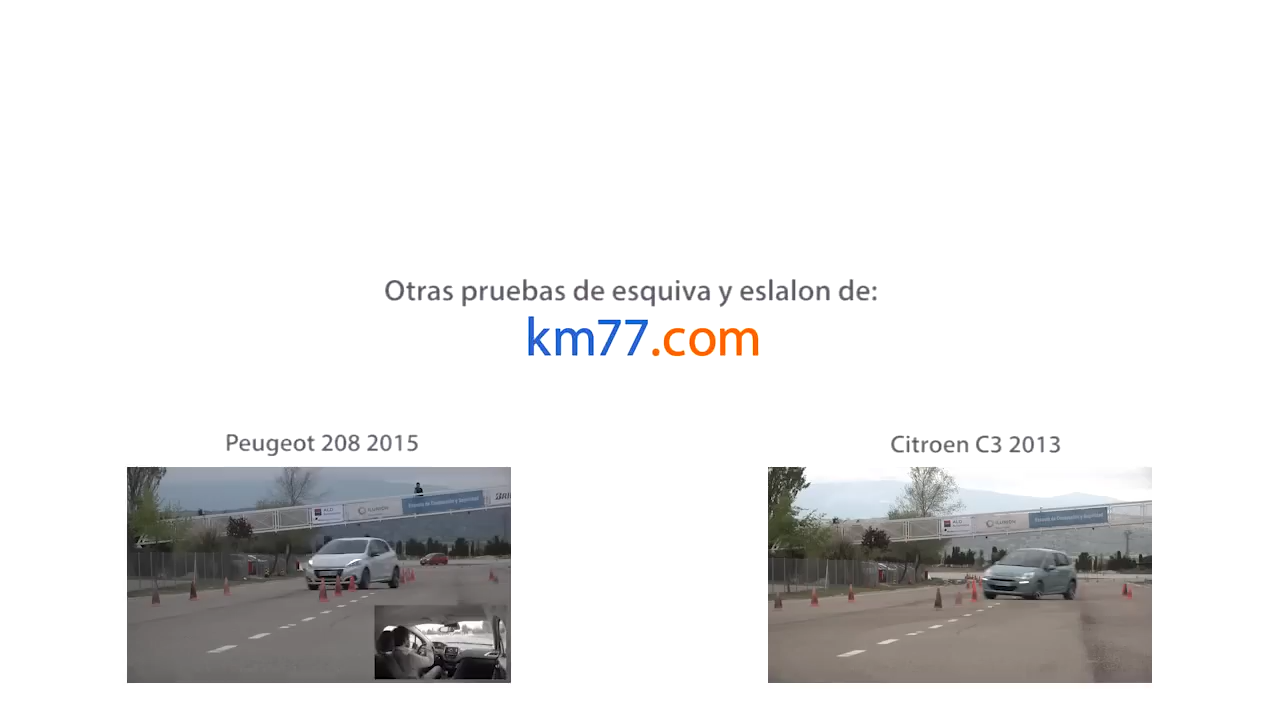 Otras pruebas de esquiva y eslalon de:
km77.com
Peugeot 208 2015
Citroen C3 2013